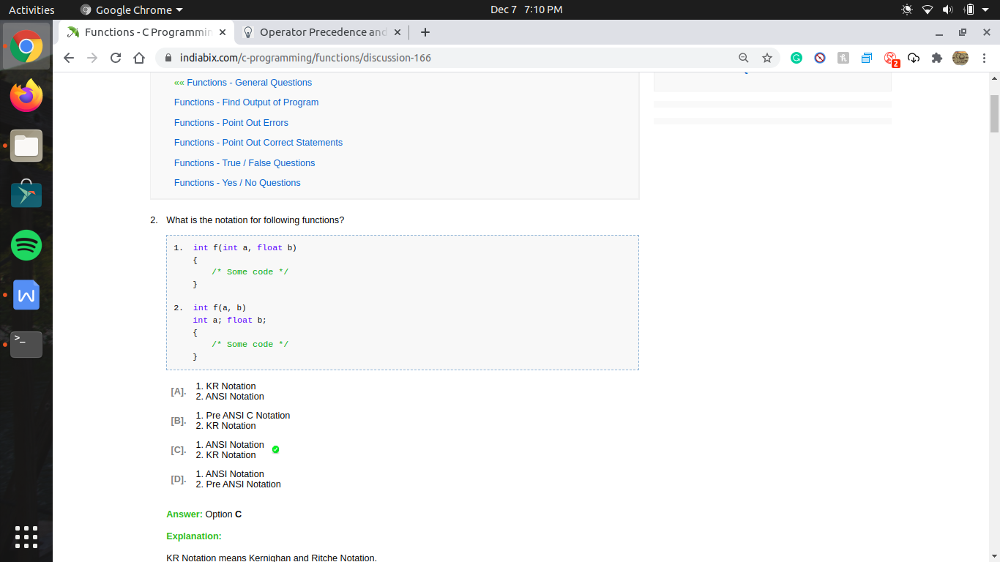 Activities Google Chrome Dec 7 7:10 PM
Functions - C Programmin Operator Precedence and
indiabix.com/c-programming/functions/discussion-166 2
«« Functions - General Questions
Functions - Find Output of Program
Functions - Point Out Errors
Functions - Point Out Correct Statements
Functions - True / False Questions
Functions - Yes / No Questions
2. What is the notation for following functions?
1. int f(int a, float b)
{
/* Some code */
}
2. int f(a, b)
int a; float b;
{
/* Some code */
}
[A].
1. KR Notation
2. ANSI Notation
[B].
1. Pre ANSI C Notation
2. KR Notation
[C].
1. ANSI Notation
2. KR Notation
[D].
1. ANSI Notation
2. Pre ANSI Notation
Answer: Option C
Explanation:
KR Notation means Kernighan and Ritche Notation.